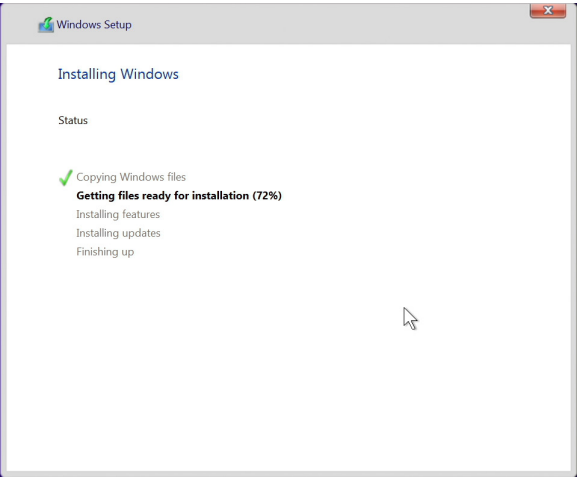 Windows Setup
Installing Windows
Status
Copying Windows files
Getting files ready for installation (72%)
Installing features
Installing updates
Finishing up